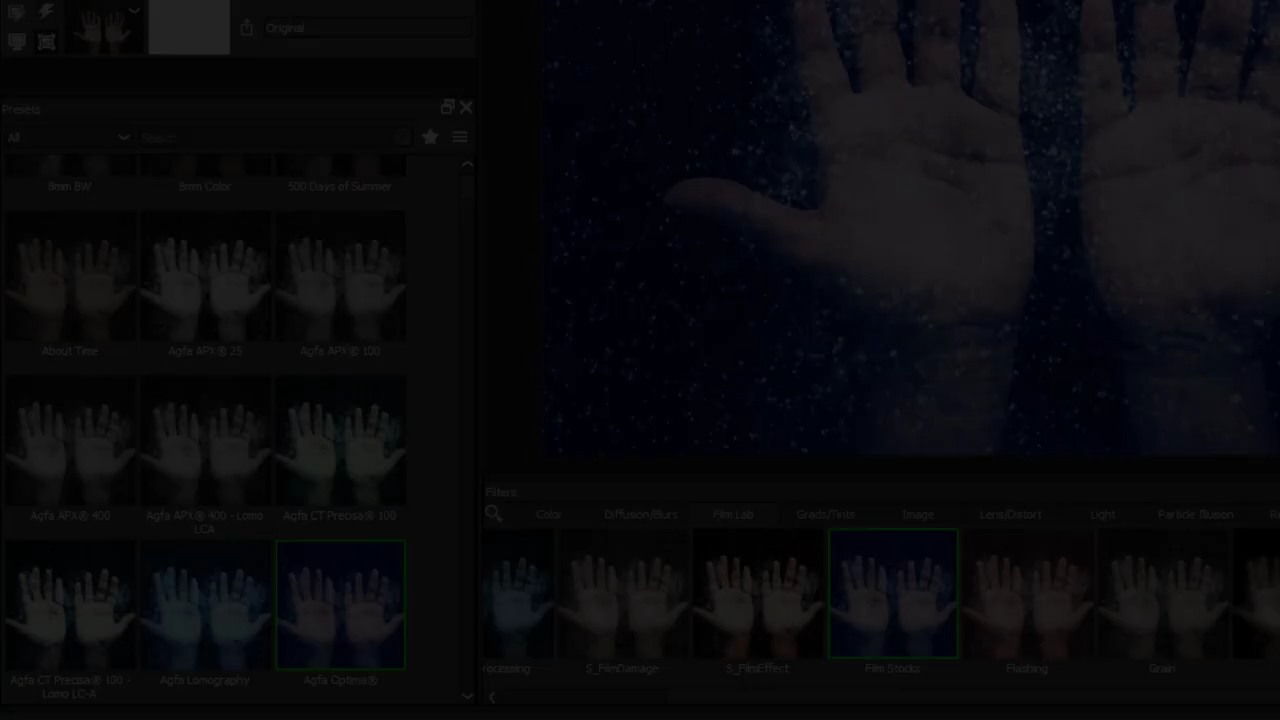 Original
Presets
All
Search
8mm BW
8mm Color
500 Days of Summer
About Time
Agfa APX® 25
Agfa APX® 100
Agfa APX® 400
Agfa APX® 400 - Lomo
LCA
Agfa CT Precisa® 100
Agfa CT Precisa® 100 -
Lomo LC-A
Agfa Lomography
Agfa Optima®
Filters
Color
Diffusion/Blurs
Film Lab
Grads/Tints
Image
Lens/Distort
Light
Particle Illusion
rocessing
S_FilmDamage
S_FilmEffect
Film Stocks
Flashing
Grain